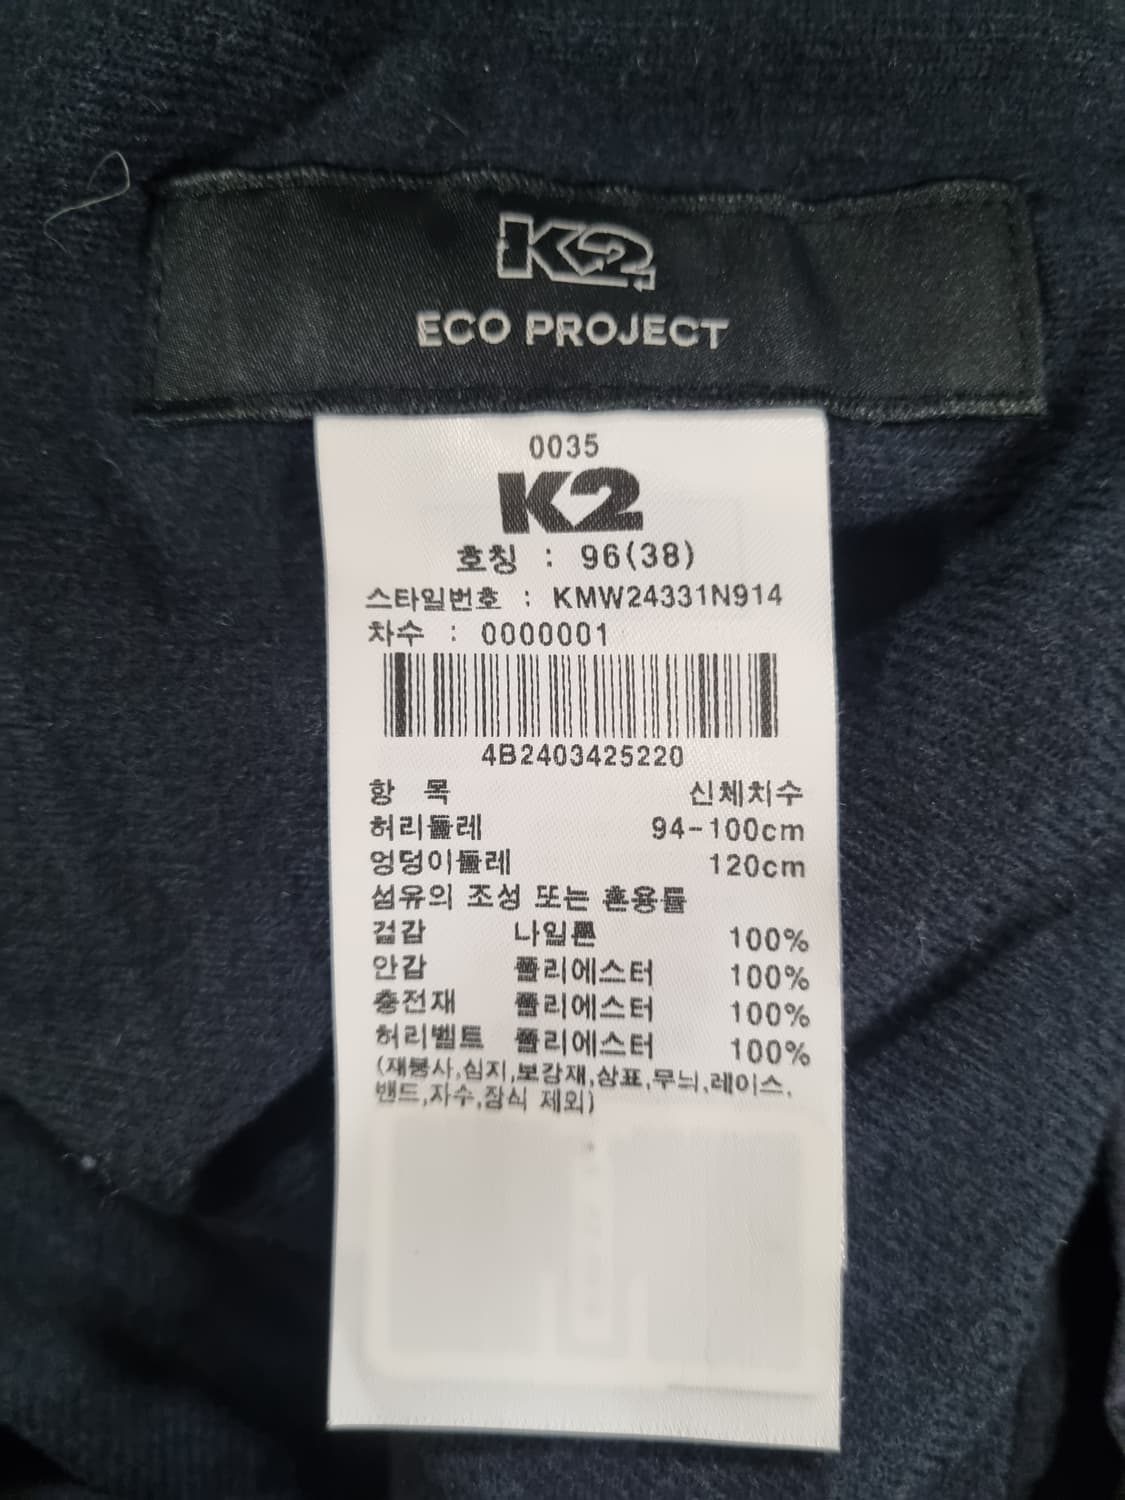 K2
ECO PROJECT
0035
K2
호칭 : 96(38)
스타일번호 : KMW24331N914
차수 : 0000001
4B2403425220
항 목 신체치수
허리둘레 94-100cm
엉덩이둘레 120cm
섬유의 조성 또는 혼용률
겉감 나일론 100%
안감 폴리에스터 100%
충전재 폴리에스터 100%
허리벨트 폴리에스터 100%
(재봉사,심지,보강재,상표,무늬,레이스,
밴드,자수,장식 제외)